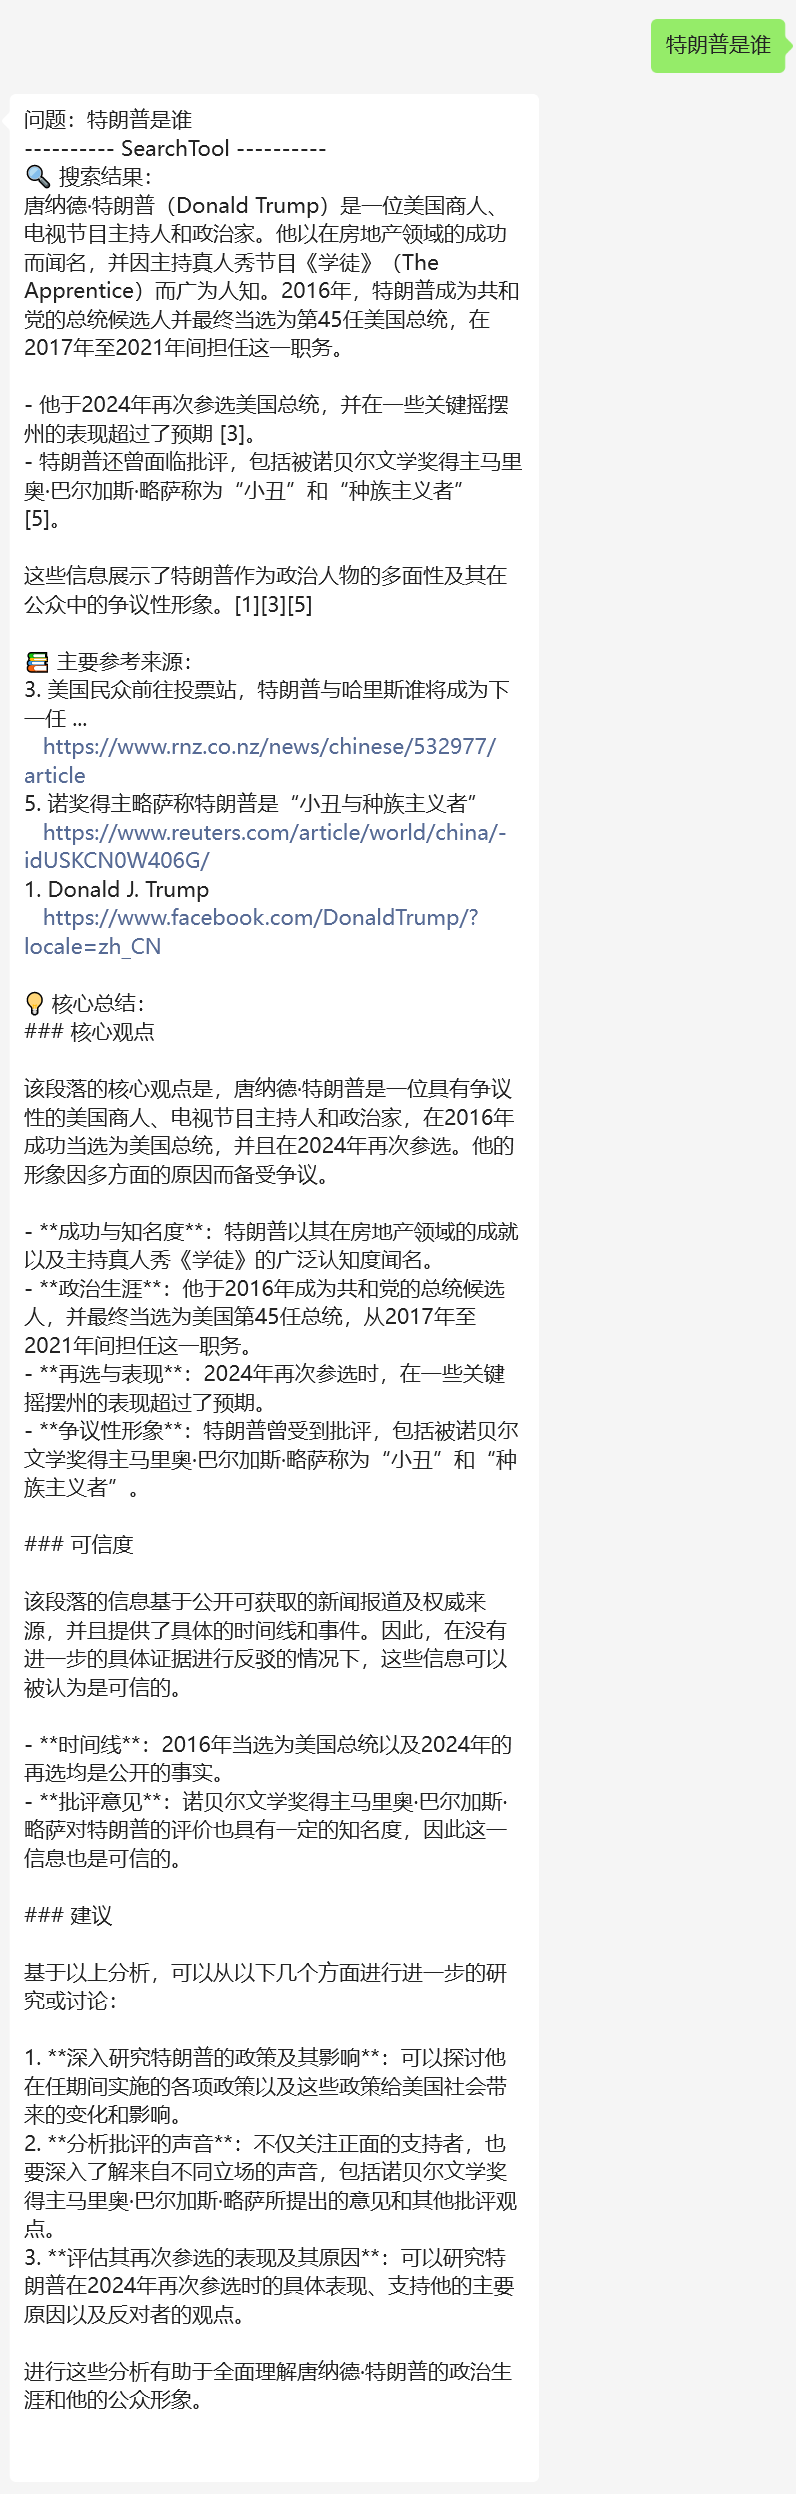 特朗普是谁
问题：特朗普是谁
---------- SearchTool ----------
🔍 搜索结果：
唐纳德·特朗普（Donald Trump）是一位美国商人、
电视节目主持人和政治家。他以在房地产领域的成功
而闻名，并因主持真人秀节目《学徒》（The
Apprentice）而广为人知。2016年，特朗普成为共和
党的总统候选人并最终当选为第45任美国总统，在
2017年至2021年间担任这一职务。
- 他于2024年再次参选美国总统，并在一些关键摇摆
州的表现超过了预期 [3]。
- 特朗普还曾面临批评，包括被诺贝尔文学奖得主马里
奥·巴尔加斯·略萨称为“小丑”和“种族主义者”
[5]。
这些信息展示了特朗普作为政治人物的多面性及其在
公众中的争议性形象。[1][3][5]
📚 主要参考来源：
3. 美国民众前往投票站，特朗普与哈里斯谁将成为下
一任 ...
https://www.rnz.co.nz/news/chinese/532977/
article
5. 诺奖得主略萨称特朗普是“小丑与种族主义者”
https://www.reuters.com/article/world/china/-
idUSKCN0W406G/
1. Donald J. Trump
https://www.facebook.com/DonaldTrump/?
locale=zh_CN
💡 核心总结：
### 核心观点
该段落的核心观点是，唐纳德·特朗普是一位具有争议
性的美国商人、电视节目主持人和政治家，在2016年
成功当选为美国总统，并且在2024年再次参选。他的
形象因多方面的原因而备受争议。
- **成功与知名度**：特朗普以其在房地产领域的成就
以及主持真人秀《学徒》的广泛认知度闻名。
- **政治生涯**：他于2016年成为共和党的总统候选
人，并最终当选为美国第45任总统，从2017年至
2021年间担任这一职务。
- **再选与表现**：2024年再次参选时，在一些关键
摇摆州的表现超过了预期。
- **争议性形象**：特朗普曾受到批评，包括被诺贝尔
文学奖得主马里奥·巴尔加斯·略萨称为“小丑”和“种
族主义者”。
### 可信度
该段落的信息基于公开可获取的新闻报道及权威来
源，并且提供了具体的时间线和事件。因此，在没有
进一步的具体证据进行反驳的情况下，这些信息可以
被认为是可信的。
- **时间线**：2016年当选为美国总统以及2024年的
再选均是公开的事实。
- **批评意见**：诺贝尔文学奖得主马里奥·巴尔加斯·
略萨对特朗普的评价也具有一定的知名度，因此这一
信息也是可信的。
### 建议
基于以上分析，可以从以下几个方面进行进一步的研
究或讨论：
1. **深入研究特朗普的政策及其影响**：可以探讨他
在任期间实施的各项政策以及这些政策给美国社会带
来的变化和影响。
2. **分析批评的声音**：不仅关注正面的支持者，也
要深入了解来自不同立场的声音，包括诺贝尔文学奖
得主马里奥·巴尔加斯·略萨所提出的意见和其他批评观
点。
3. **评估其再次参选的表现及其原因**：可以研究特
朗普在2024年再次参选时的具体表现、支持他的主要
原因以及反对者的观点。
进行这些分析有助于全面理解唐纳德·特朗普的政治生
涯和他的公众形象。